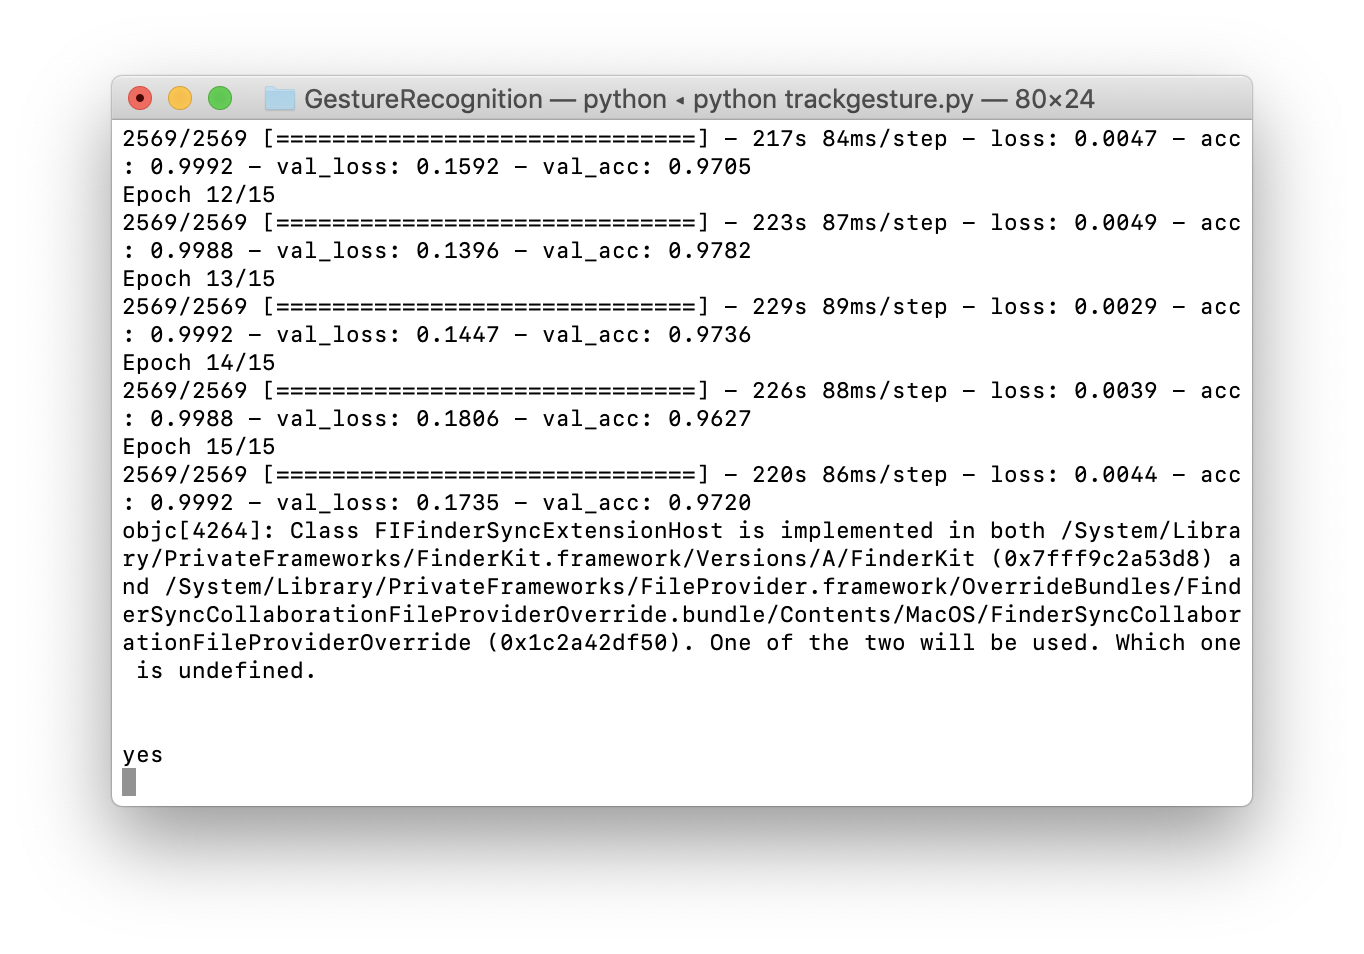 GestureRecognition — python ◂ python trackgesture.py — 80×24
2569/2569 [==============================] - 217s 84ms/step - loss: 0.0047 - acc
: 0.9992 - val_loss: 0.1592 - val_acc: 0.9705
Epoch 12/15
2569/2569 [==============================] - 223s 87ms/step - loss: 0.0049 - acc
: 0.9988 - val_loss: 0.1396 - val_acc: 0.9782
Epoch 13/15
2569/2569 [==============================] - 229s 89ms/step - loss: 0.0029 - acc
: 0.9992 - val_loss: 0.1447 - val_acc: 0.9736
Epoch 14/15
2569/2569 [==============================] - 226s 88ms/step - loss: 0.0039 - acc
: 0.9988 - val_loss: 0.1806 - val_acc: 0.9627
Epoch 15/15
2569/2569 [==============================] - 220s 86ms/step - loss: 0.0044 - acc
: 0.9992 - val_loss: 0.1735 - val_acc: 0.9720
objc[4264]: Class FIFinderSyncExtensionHost is implemented in both /System/Libra
ry/PrivateFrameworks/FinderKit.framework/Versions/A/FinderKit (0x7fff9c2a53d8) a
nd /System/Library/PrivateFrameworks/FileProvider.framework/OverrideBundles/Find
erSyncCollaborationFileProviderOverride.bundle/Contents/MacOS/FinderSyncCollabor
ationFileProviderOverride (0x1c2a42df50). One of the two will be used. Which one
 is undefined.
yes